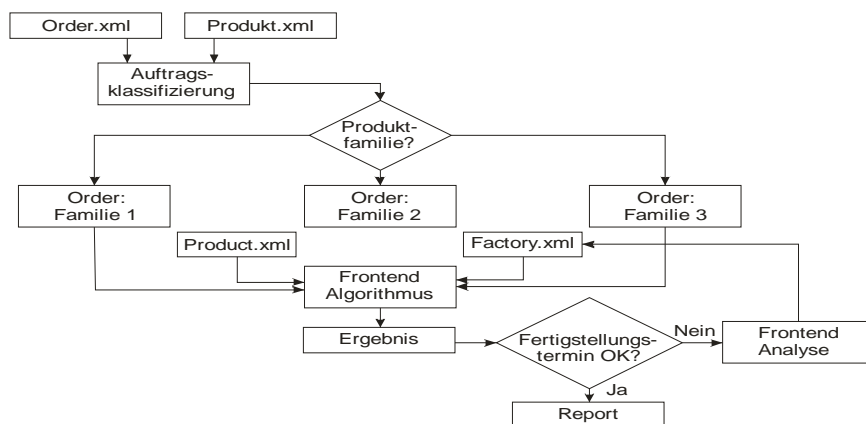 Order.xml
Produkt.xml
Auftrags-
klassifizierung
Produkt-
familie?
Order:
Familie 1
Order:
Familie 2
Order:
Familie 3
Product.xml
Factory.xml
Frontend
Algorithmus
Ergebnis
Fertigstellungs-
termin OK?
Nein
Frontend
Analyse
Ja
Report